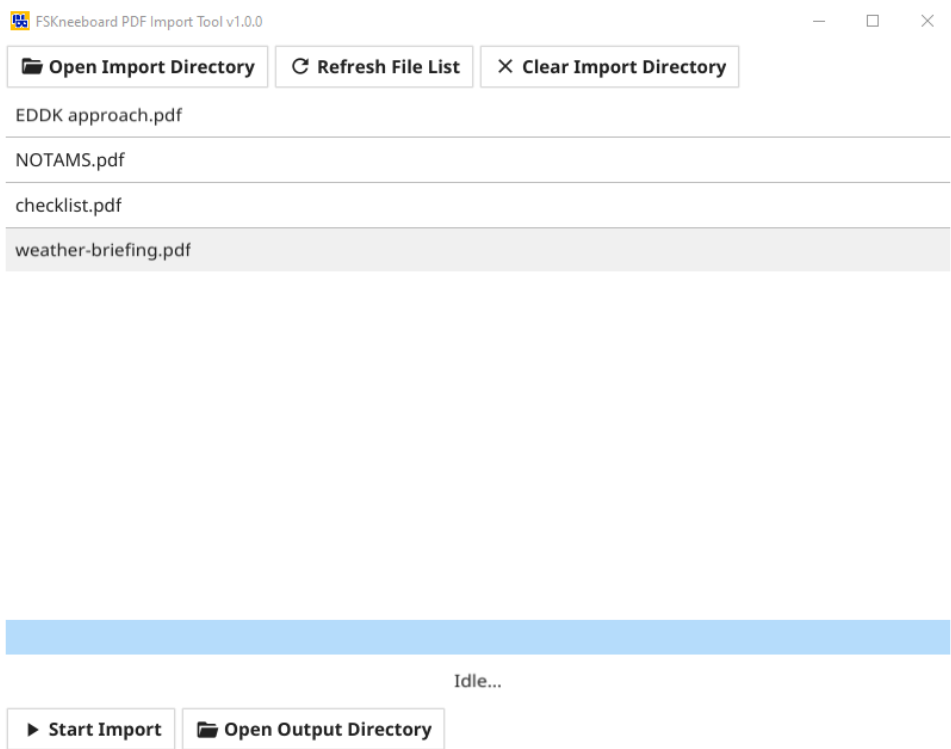 FSKneeboard PDF Import Tool v1.0.0
Open Import Directory Refresh File List Clear Import Directory
EDDK approach.pdf
NOTAMS.pdf
checklist.pdf
weather-briefing.pdf
Idle...
Start Import Open Output Directory